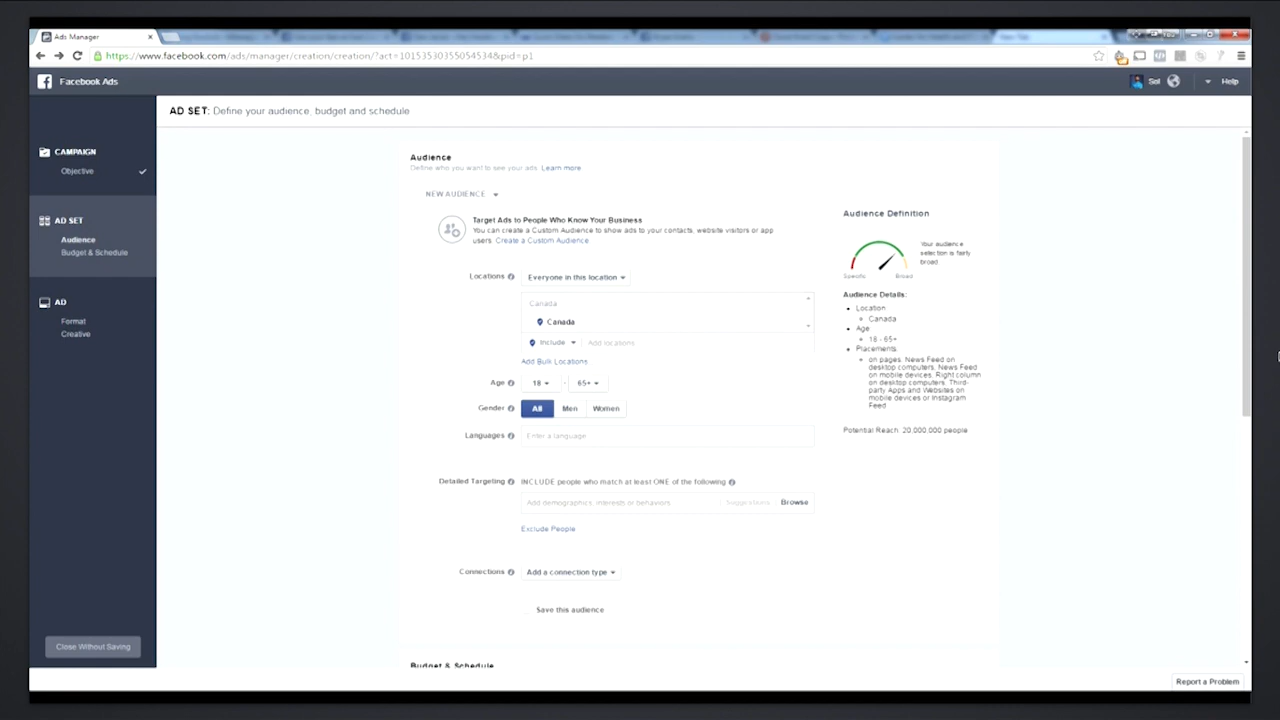 Ads Manager
https://www.facebook.com/ads/manager/creation/creation/?act=10153530355054534&pid=p1
Facebook Ads
Sol
Help
AD SET: Define your audience, budget and schedule
CAMPAIGN
Objective
AD SET
Audience
Budget & Schedule
AD
Format
Creative
Close Without Saving
Audience
Define who you want to see your ads. Learn more
NEW AUDIENCE
Target Ads to People Who Know Your Business
You can create a Custom Audience to show ads to your contacts, website visitors or app
users. Create a Custom Audience
Locations
Everyone in this location
Canada
Canada
Include
Add locations
Add Bulk Locations
Age
18 - 65+
Gender
All
Men
Women
Languages
Enter a language
Detailed Targeting
INCLUDE people who match at least ONE of the following
Add demographics, interests or behaviors
Suggestions
Browse
Exclude People
Connections
Add a connection type
Save this audience
Budget & Schedule
Audience Definition
Your audience
selection is fairly
broad
Specific
Broad
Audience Details:
Location
Canada
Age
18 - 65+
Placements:
on pages: News Feed on
desktop computers, News Feed
on mobile devices, Right column
on desktop computers, Third-
party Apps and Websites on
mobile devices or Instagram
Feed
Potential Reach: 20,000,000 people
Report a Problem